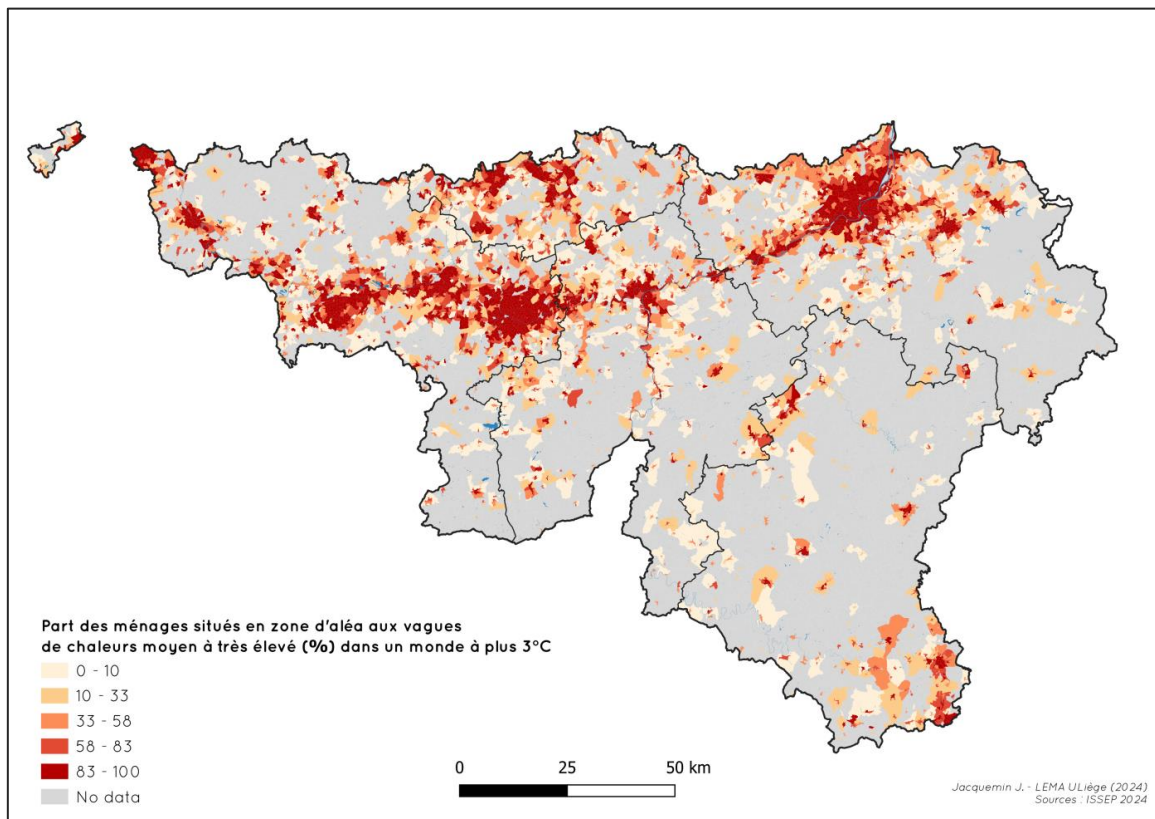 Part des ménages situés en zone d'aléa aux vagues
de chaleurs moyen à très élevé (%) dans un monde à plus 3°C
0 - 10
10 - 33
33 - 58
58 - 83
83 - 100
No data
0 25 50 km
Jacquemin J. - LEMA ULiège (2024)
Sources : ISSEP 2024